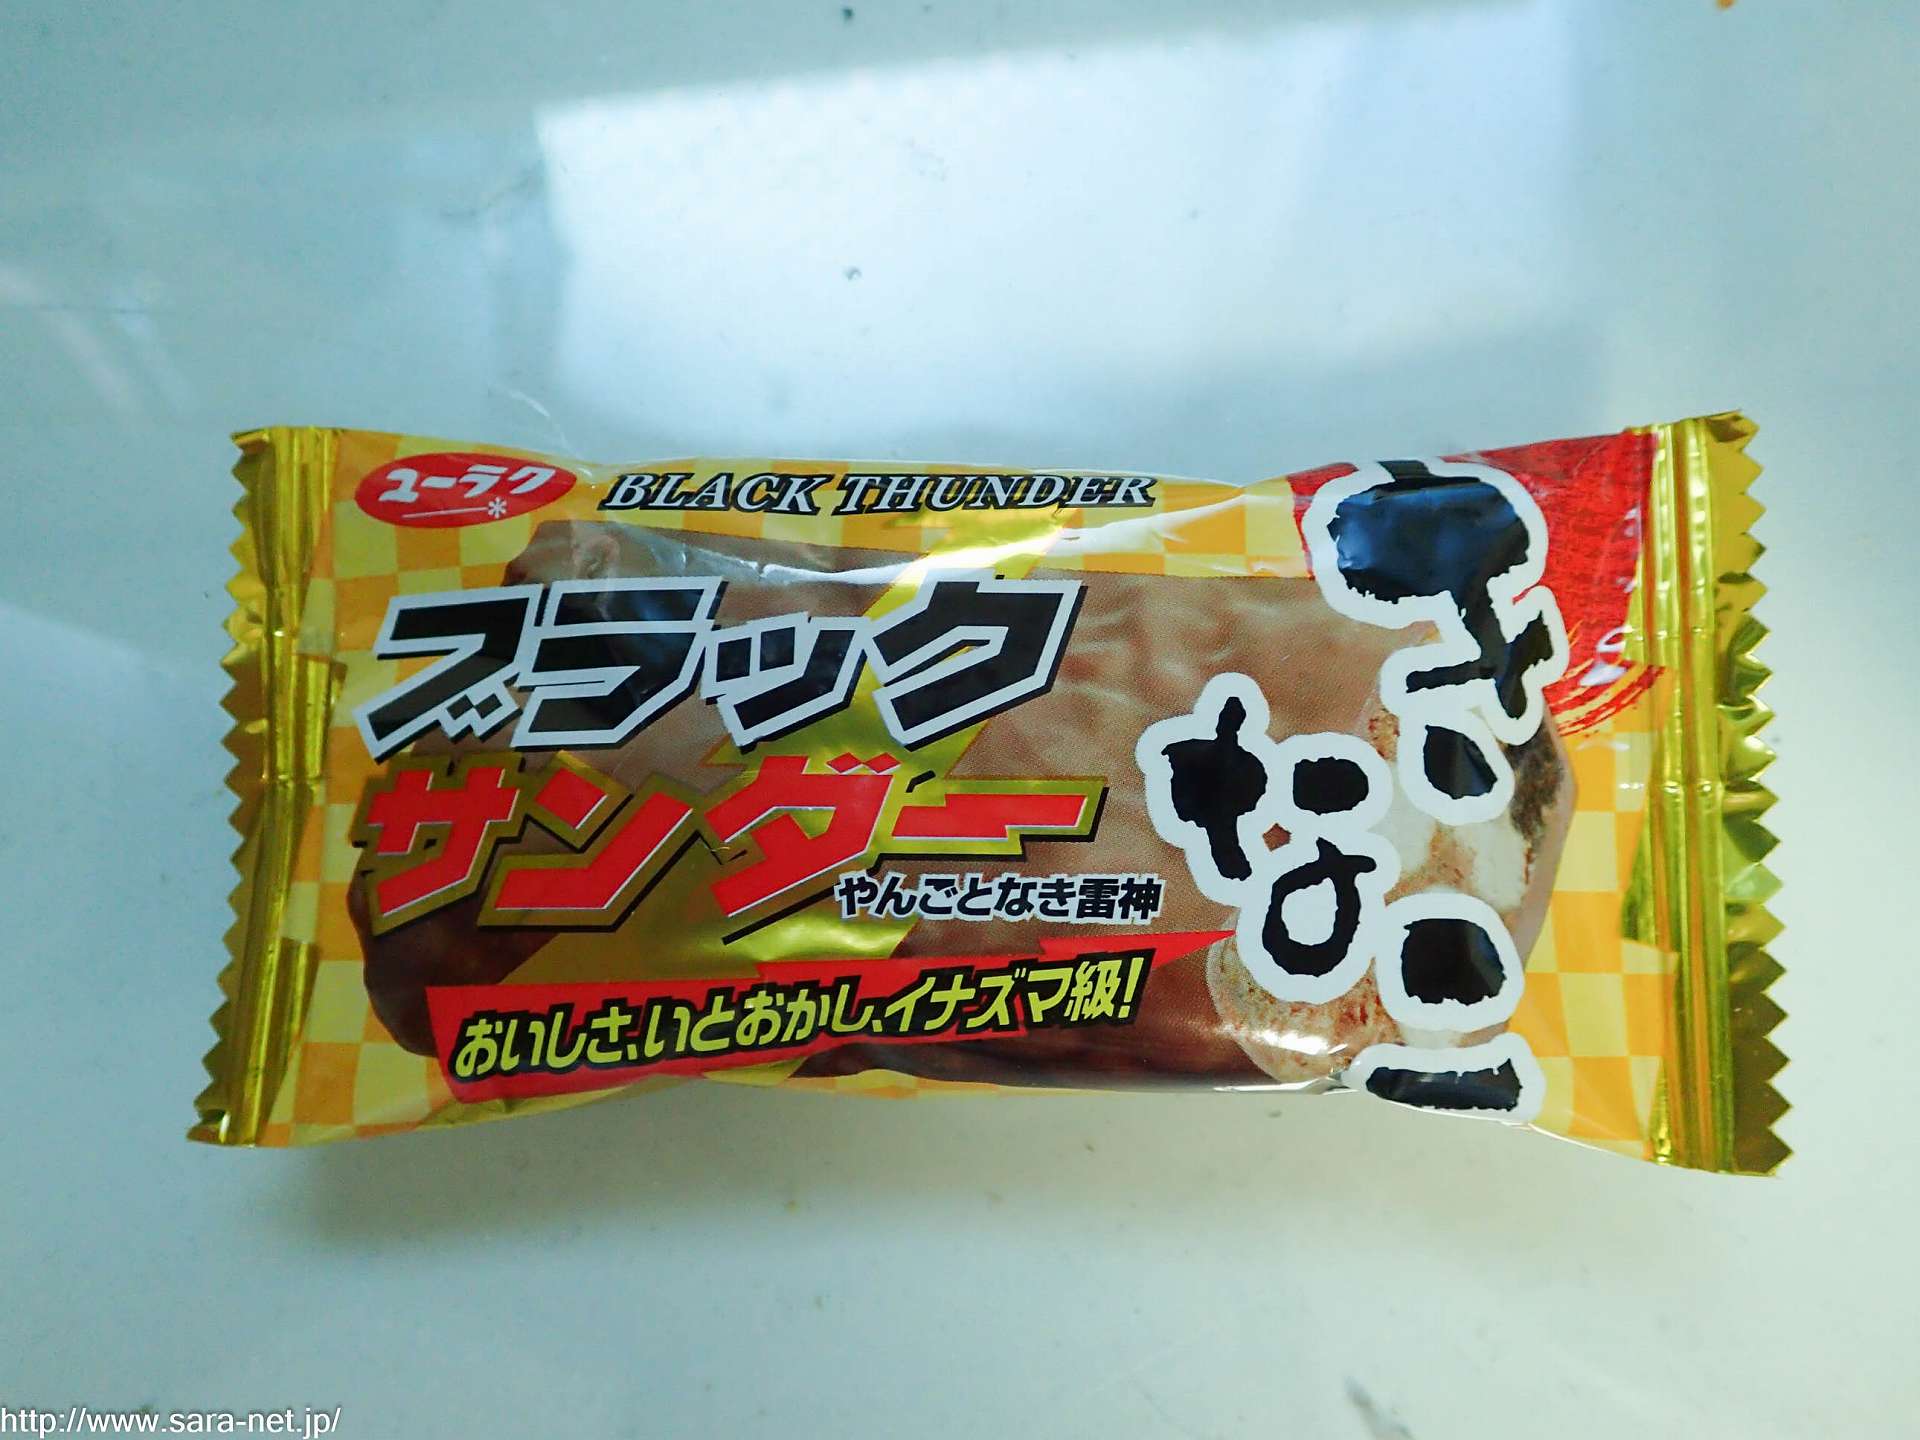 ユーラク
BLACK THUNDER
ブラック
サンダー
やんごとなき雷神
おいしさ、いとおかし、イナズマ級!
きなこ
http://www.sara-net.jp/